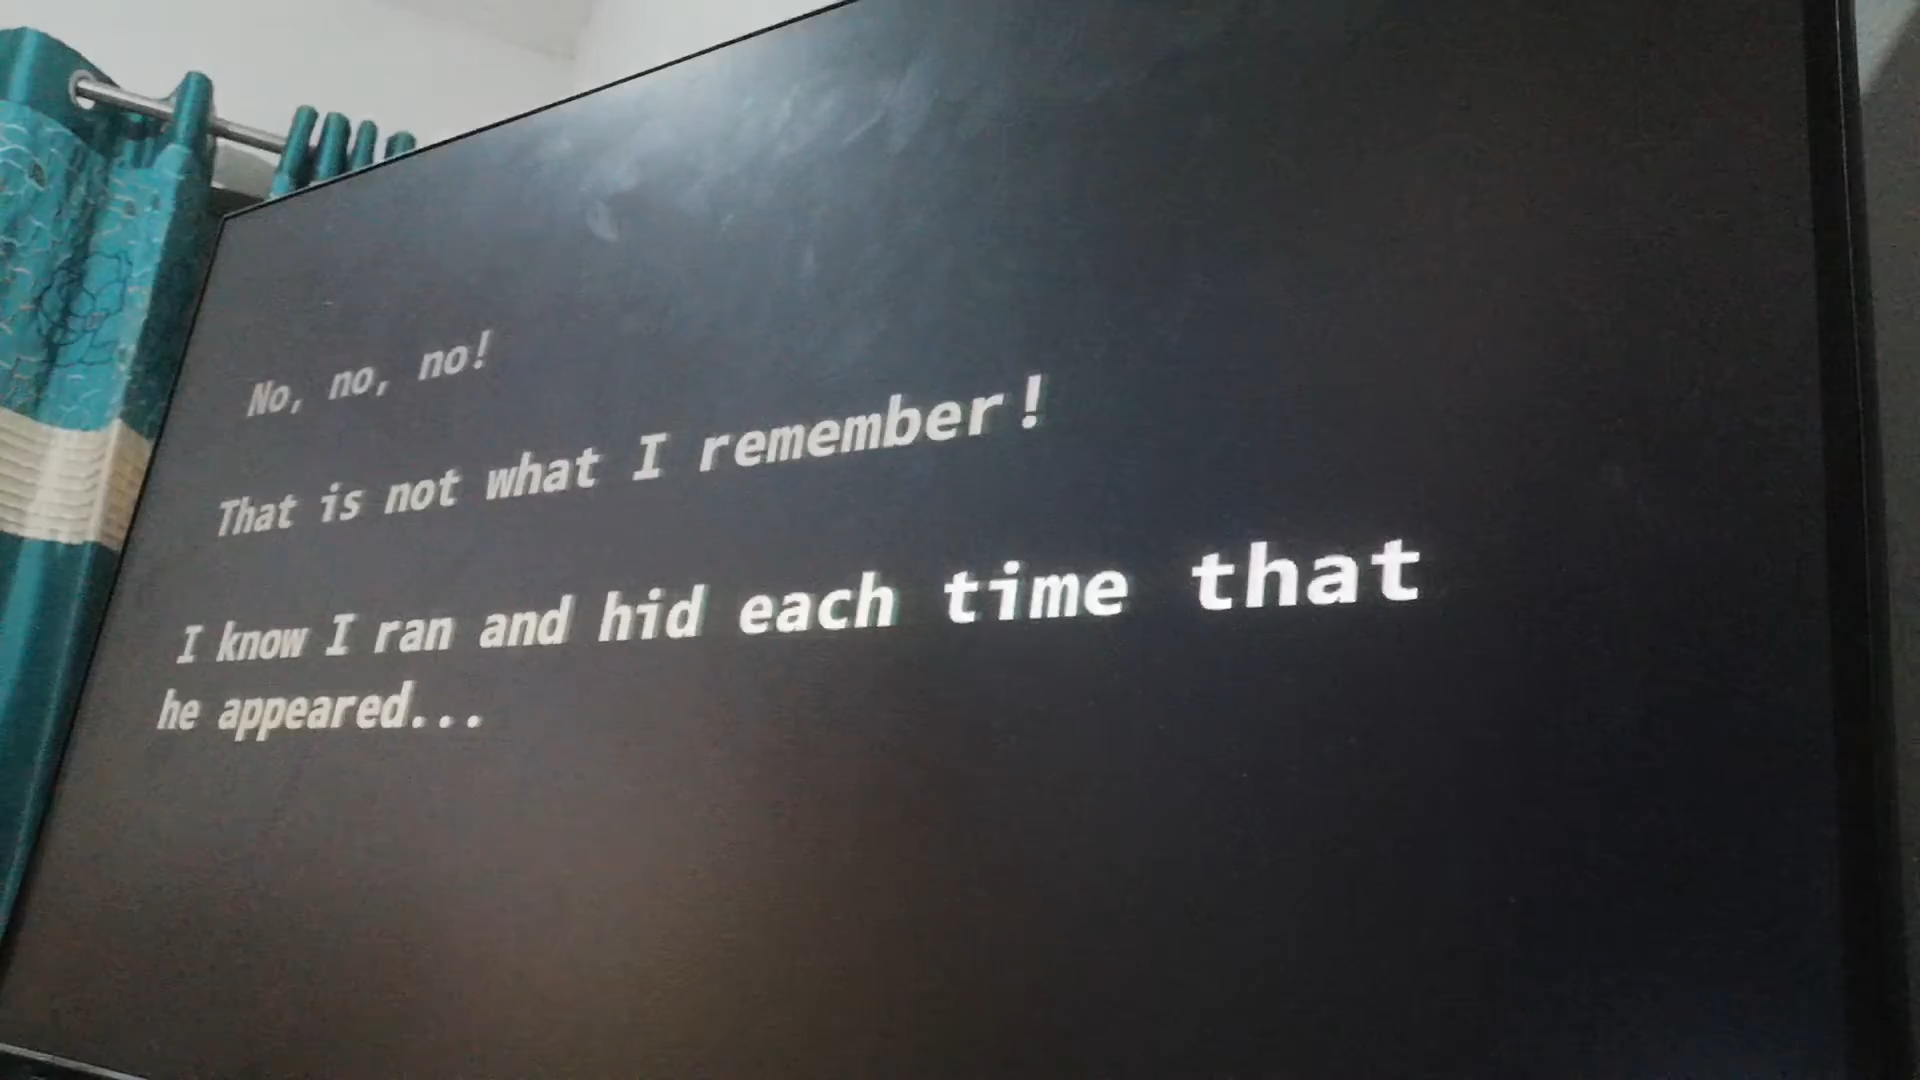 No, no, no!
That is not what I remember!
I know I ran and hid each time that
he appeared...